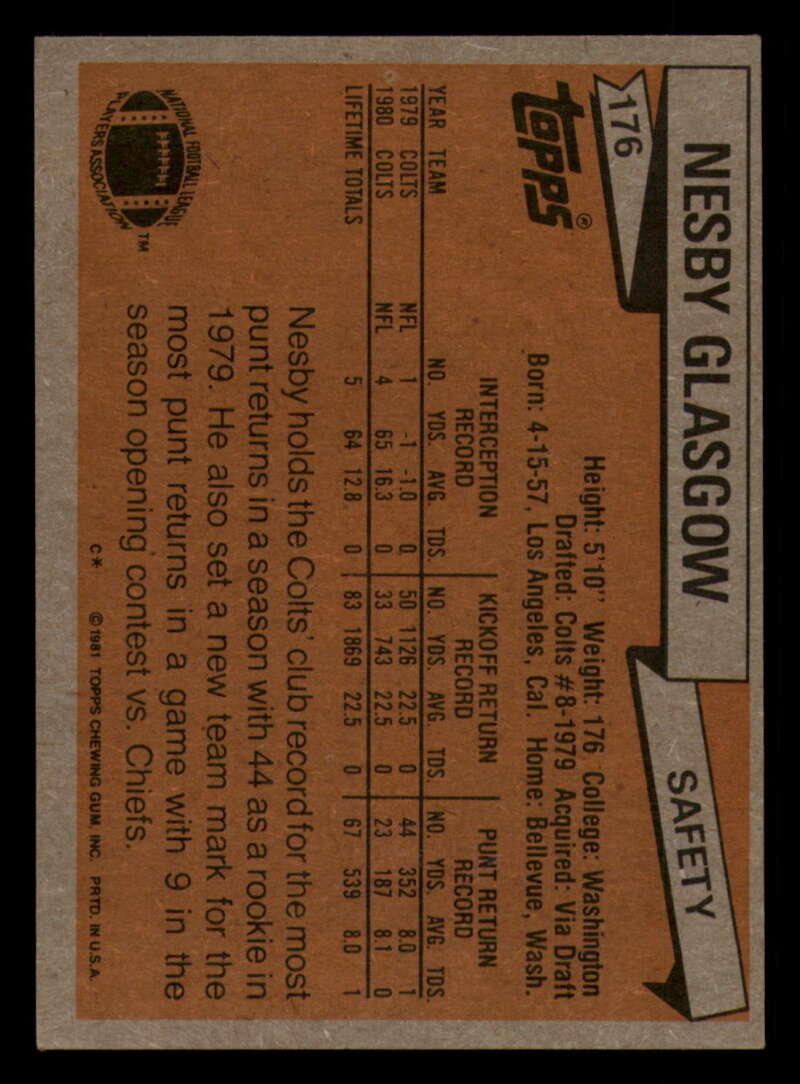 176
NESBY GLASGOW
SAFETY
TOPPS®
Height: 5'10" Weight: 176 College: Washington
Drafted: Colts #8-1979 Acquired: Via Draft
Born: 4-15-57, Los Angeles, Cal. Home: Bellevue, Wash.
INTERCEPTION RECORD KICKOFF RETURN RECORD PUNT RETURN RECORD
YEAR TEAM NO. YDS. AVG. TDS. NO. YDS. AVG. TDS. NO. YDS. AVG. TDS.
1979 COLTS NFL 1 -1 -1.0 0 50 1126 22.5 0 44 352 8.0 1
1980 COLTS NFL 4 65 16.3 0 33 743 22.5 0 23 187 8.1 0
LIFETIME TOTALS 5 64 12.8 0 83 1869 22.5 0 67 539 8.0 1
NATIONAL FOOTBALL LEAGUE
PLAYERS ASSOCIATION
TM
Nesby holds the Colts' club record for the most
punt returns in a season with 44 as a rookie in
1979. He also set a new team mark for the
most punt returns in a game with 9 in the
season opening contest vs. Chiefs.
C* ©1981 TOPPS CHEWING GUM, INC. PRTD. IN U.S.A.